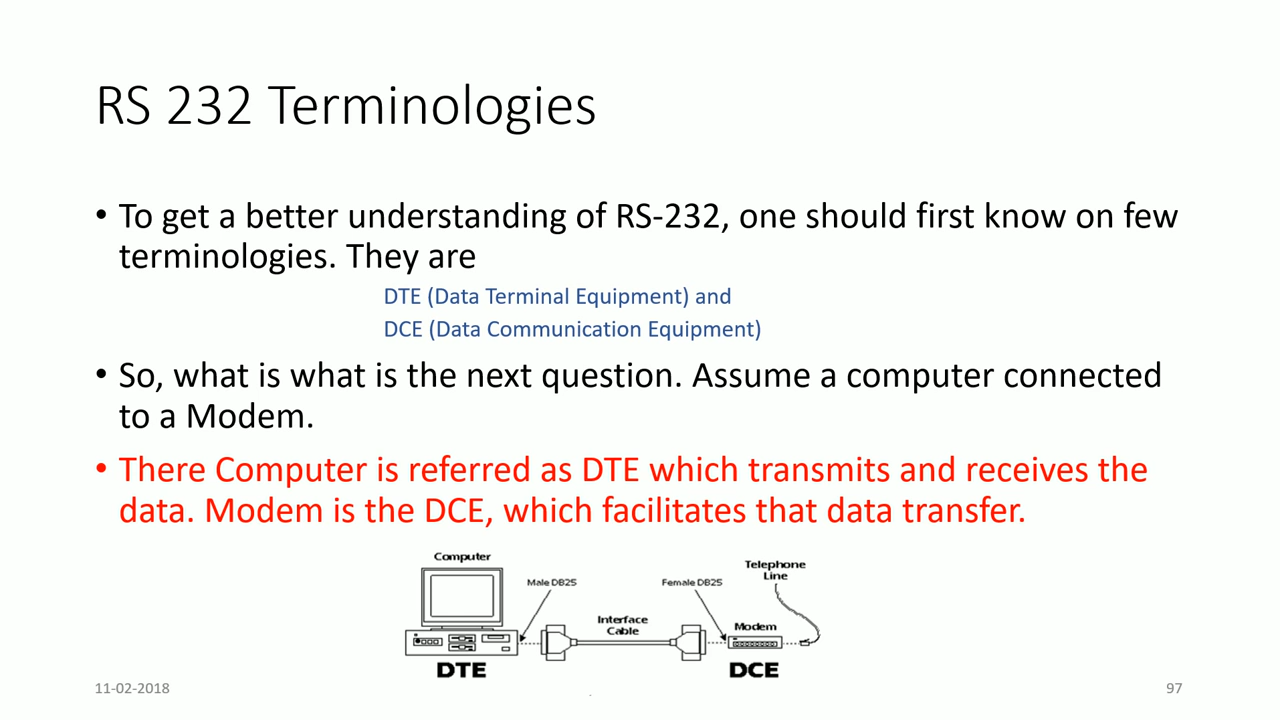 RS 232 Terminologies
• To get a better understanding of RS-232, one should first know on few
terminologies. They are
DTE (Data Terminal Equipment) and
DCE (Data Communication Equipment)
• So, what is what is the next question. Assume a computer connected
to a Modem.
• There Computer is referred as DTE which transmits and receives the
data. Modem is the DCE, which facilitates that data transfer.
Computer
Male DB25
Female DB25
Telephone
Line
Interface
Cable
Modem
DTE
DCE
11-02-2018
97